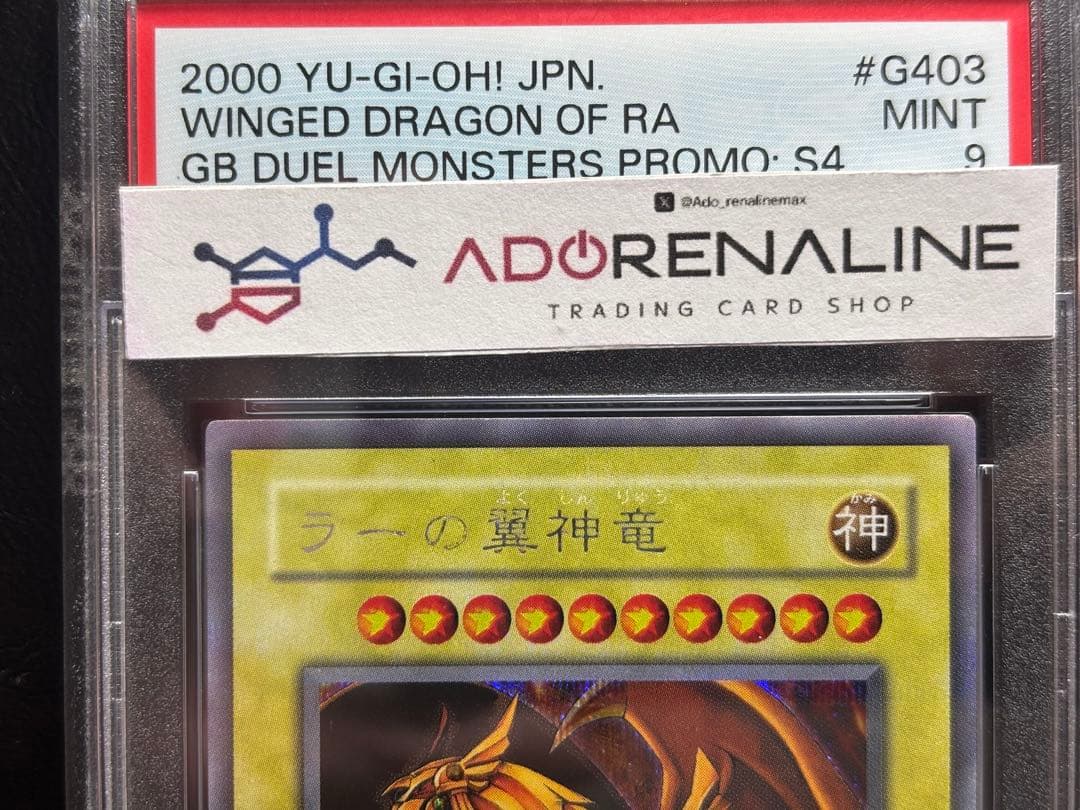 2000 YU-GI-OH! JPN. #G403
WINGED DRAGON OF RA MINT
GB DUEL MONSTERS PROMO: S4 9
X @Ado_renalinemax
ADORENALINE
TRADING CARD SHOP
よく しん りゅう かみ
ラーの翼神竜 神